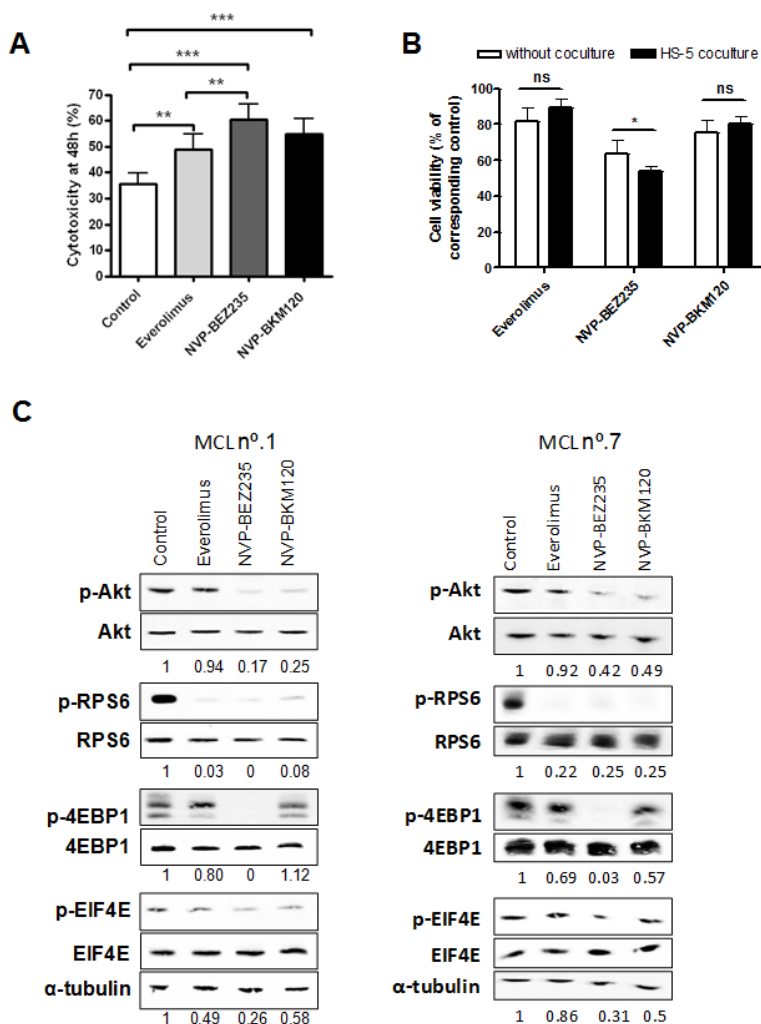 A
***
***
**
**
Cytotoxicity at 48h (%)
70
60
50
40
30
20
10
0
Control
Everolimus
NVP-BEZ235
NVP-BKM120
B
without coculture HS-5 coculture
ns
*
ns
Cell viability (% of
corresponding control)
100
80
60
40
20
0
Everolimus
NVP-BEZ235
NVP-BKM120
C
MCL nº.1
Control
Everolimus
NVP-BEZ235
NVP-BKM120
p-Akt
Akt
1 0.94 0.17 0.25
p-RPS6
RPS6
1 0.03 0 0.08
p-4EBP1
4EBP1
1 0.80 0 1.12
p-EIF4E
EIF4E
α-tubulin
1 0.49 0.26 0.58
MCL nº.7
Control
Everolimus
NVP-BEZ235
NVP-BKM120
p-Akt
Akt
1 0.92 0.42 0.49
p-RPS6
RPS6
1 0.22 0.25 0.25
p-4EBP1
4EBP1
1 0.69 0.03 0.57
p-EIF4E
EIF4E
α-tubulin
1 0.86 0.31 0.5